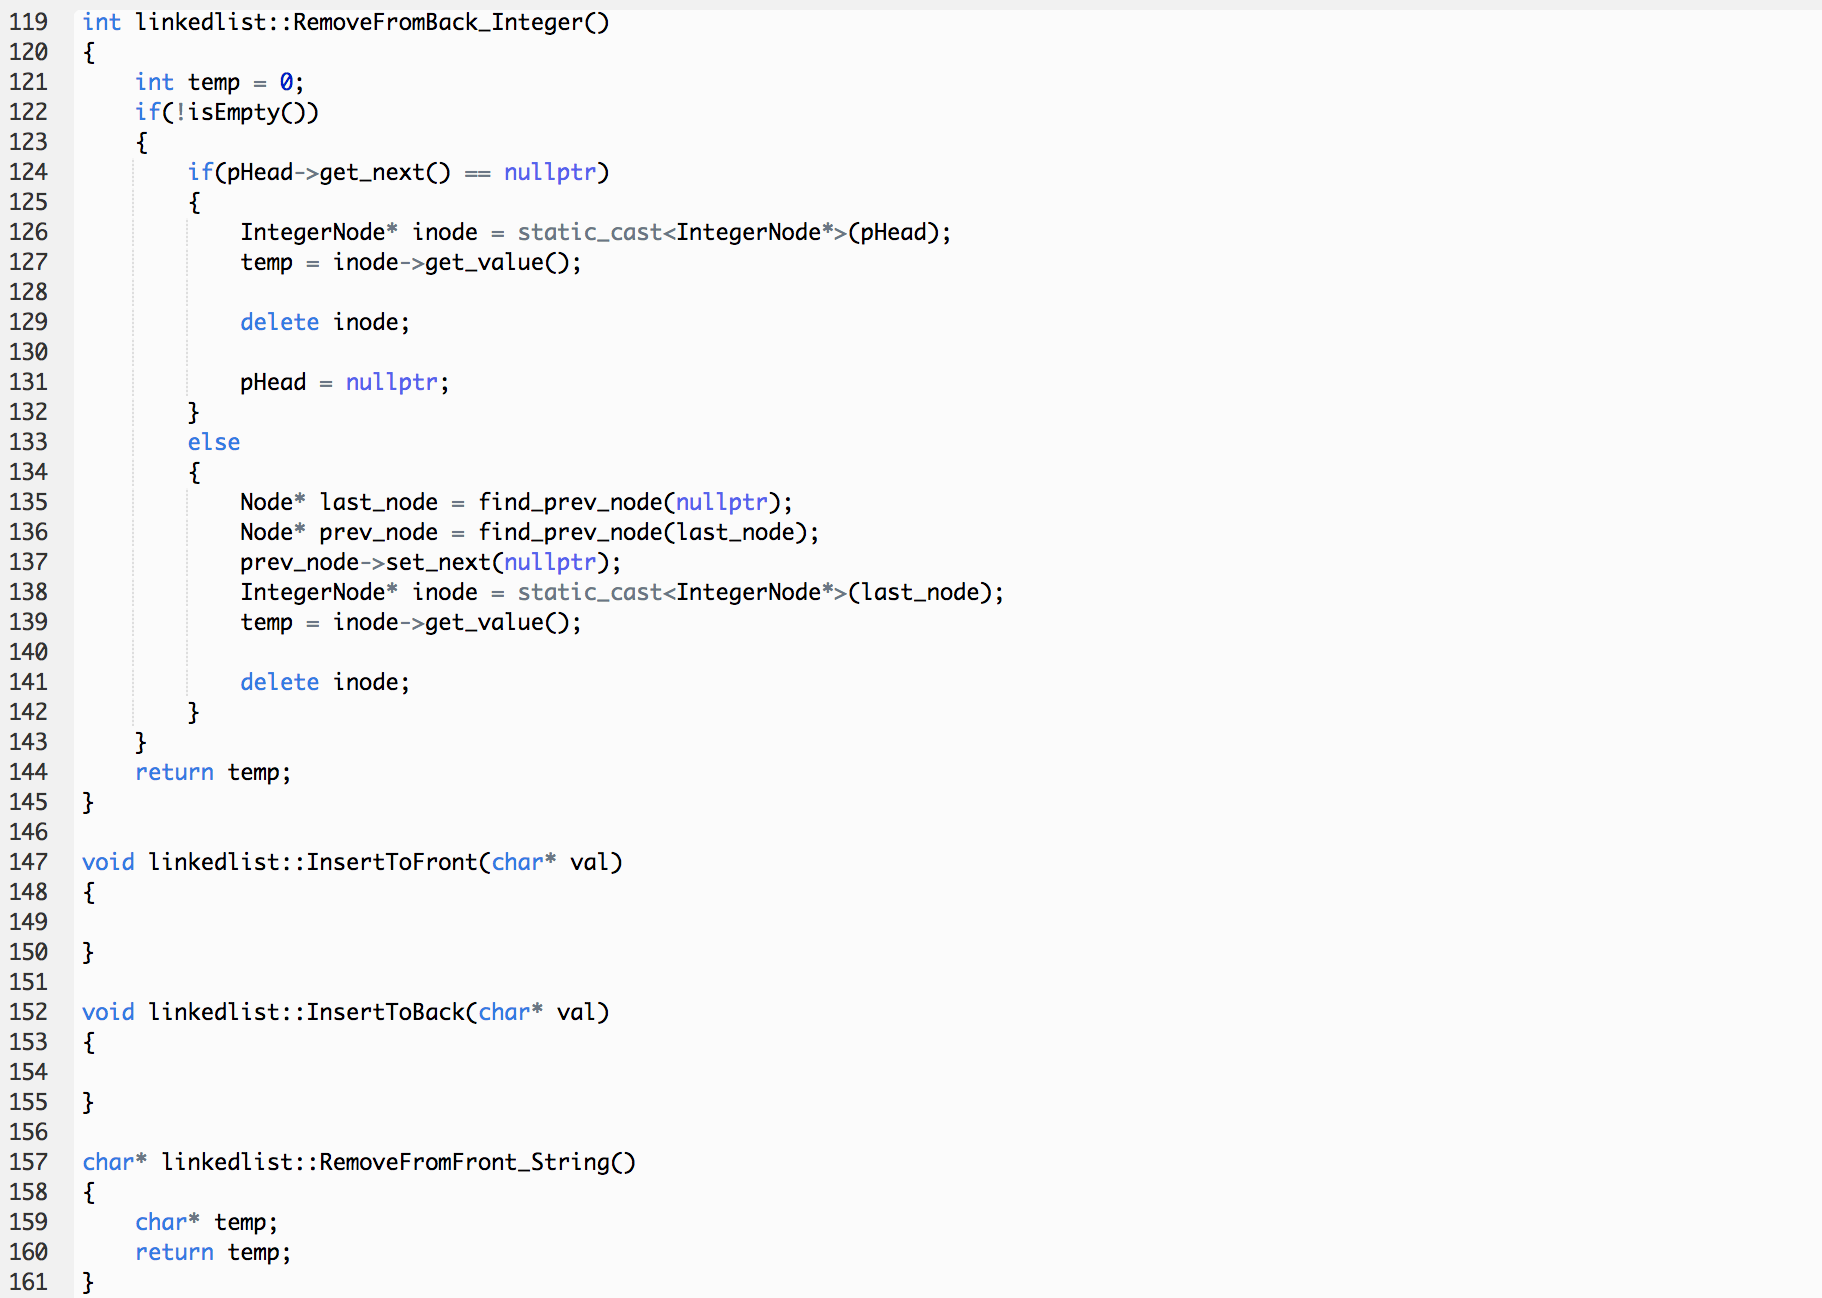 119 int linkedlist::RemoveFromBack_Integer()
120 {
121     int temp = 0;
122     if(!isEmpty())
123     {
124         if(pHead->get_next() == nullptr)
125         {
126             IntegerNode* inode = static_cast<IntegerNode*>(pHead);
127             temp = inode->get_value();
128
129             delete inode;
130
131             pHead = nullptr;
132         }
133         else
134         {
135             Node* last_node = find_prev_node(nullptr);
136             Node* prev_node = find_prev_node(last_node);
137             prev_node->set_next(nullptr);
138             IntegerNode* inode = static_cast<IntegerNode*>(last_node);
139             temp = inode->get_value();
140
141             delete inode;
142         }
143     }
144     return temp;
145 }
146
147 void linkedlist::InsertToFront(char* val)
148 {
149
150 }
151
152 void linkedlist::InsertToBack(char* val)
153 {
154
155 }
156
157 char* linkedlist::RemoveFromFront_String()
158 {
159     char* temp;
160     return temp;
161 }